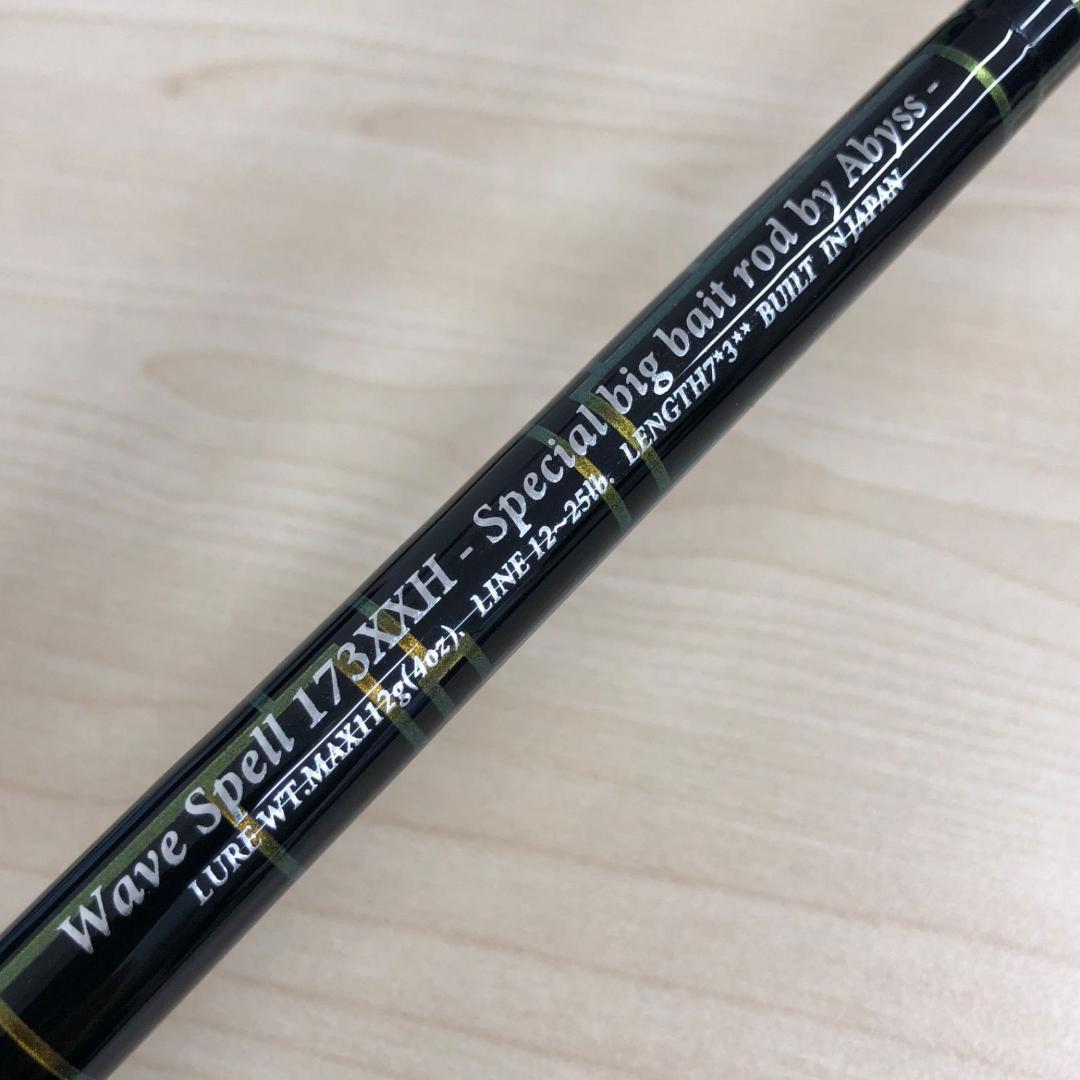 Wave Spell 173XXH - Special big bait rod by Abyss -
LURE WT.MAX112g(4oz). LINE 12~25lb. LENGTH7*3** BUILT IN JAPAN